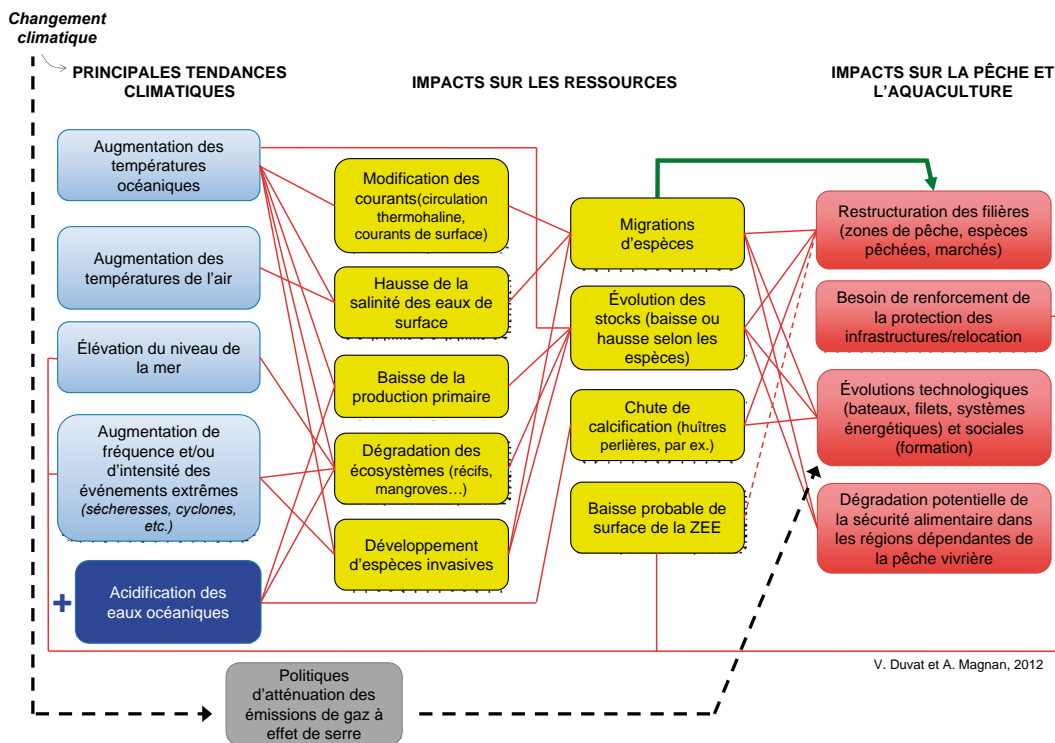 Changement
climatique
PRINCIPALES TENDANCES
CLIMATIQUES
IMPACTS SUR LES RESSOURCES
IMPACTS SUR LA PÊCHE ET
L'AQUACULTURE
Augmentation des
températures
océaniques
Augmentation des
températures de l'air
Élévation du niveau de
la mer
Augmentation de
fréquence et/ou
d'intensité des
événements extrêmes
(sécheresses, cyclones,
etc.)
+
Acidification des
eaux océaniques
Modification des
courants(circulation
thermohaline,
courants de surface)
Hausse de la
salinité des eaux de
surface
Baisse de la
production primaire
Dégradation des
écosystèmes (récifs,
mangroves…)
Développement
d'espèces invasives
Migrations
d'espèces
Évolution des
stocks (baisse ou
hausse selon les
espèces)
Chute de
calcification (huîtres
perlières, par ex.)
Baisse probable de
surface de la ZEE
Restructuration des filières
(zones de pêche, espèces
pêchées, marchés)
Besoin de renforcement de
la protection des
infrastructures/relocation
Évolutions technologiques
(bateaux, filets, systèmes
énergétiques) et sociales
(formation)
Dégradation potentielle de
la sécurité alimentaire dans
les régions dépendantes de
la pêche vivrière
V. Duvat et A. Magnan, 2012
Politiques
d'atténuation des
émissions de gaz à
effet de serre